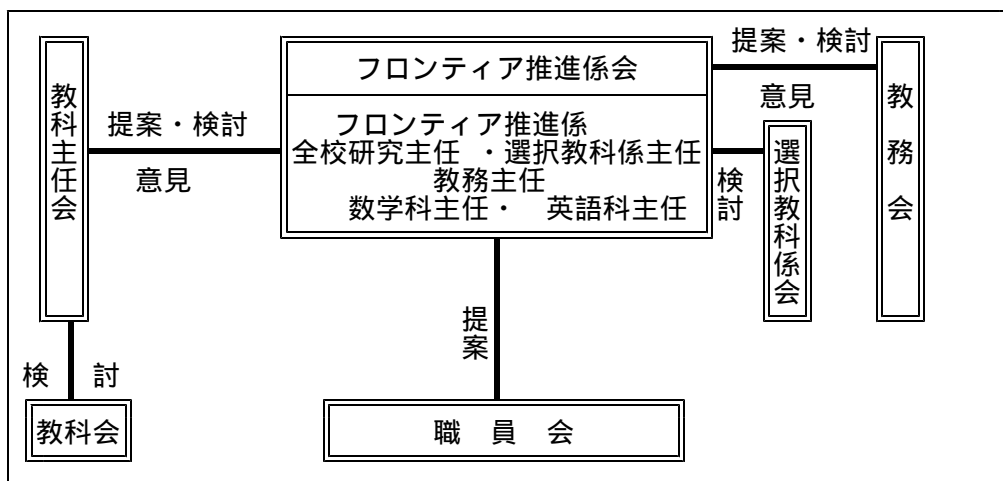 教科主任会
提案・検討
意見
フロンティア推進係会
フロンティア推進係
全校研究主任 ・選択教科係主任
教務主任
数学科主任・ 英語科主任
提案・検討
意見
教務会
検討
選択教科係会
提案
検 討
教科会
職 員 会